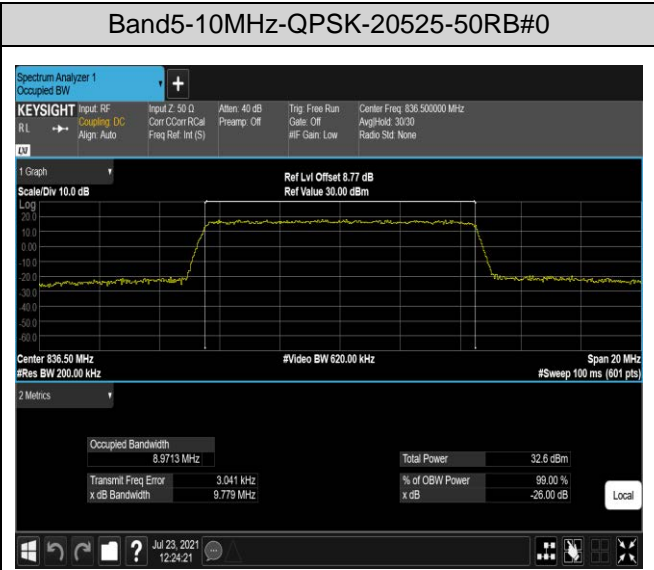 Band5-10MHz-QPSK-20525-50RB#0
Spectrum Analyzer 1
Occupied BW
+
KEYSIGHT Input: RF Input Z: 50 Ω Atten: 40 dB Trig: Free Run Center Freq: 836.500000 MHz
RL Coupling: DC Corr CCorr RCal Preamp: Off Gate: Off Avg|Hold: 30/30
Align: Auto Freq Ref: Int (S) #IF Gain: Low Radio Std: None
LXI
1 Graph
Ref Lvl Offset 8.77 dB
Scale/Div 10.0 dB Ref Value 30.00 dBm
Log
20.0
10.0
0.00
-10.0
-20.0
-30.0
-40.0
-50.0
-60.0
Center 836.50 MHz #Video BW 620.00 kHz Span 20 MHz
#Res BW 200.00 kHz #Sweep 100 ms (601 pts)
2 Metrics
Occupied Bandwidth
8.9713 MHz Total Power 32.6 dBm
Transmit Freq Error 3.041 kHz % of OBW Power 99.00 %
x dB Bandwidth 9.779 MHz x dB -26.00 dB
Local
? Jul 23, 2021
12:24:21